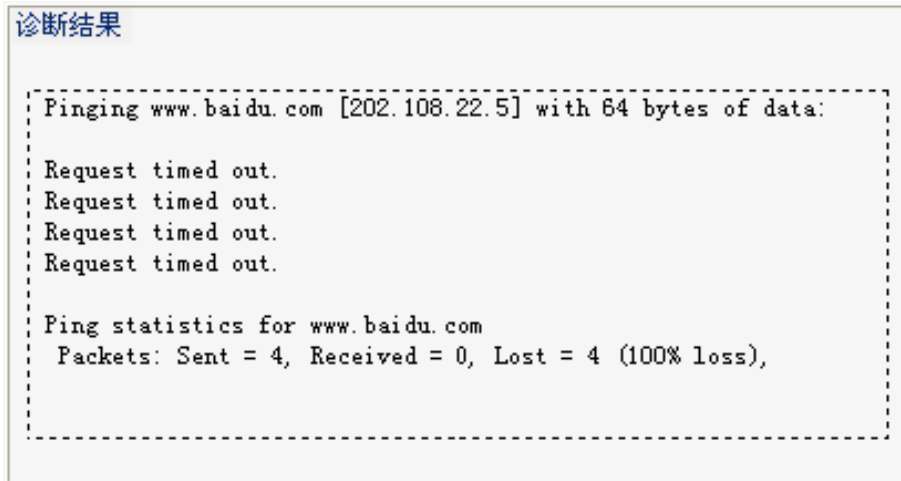 诊断结果
Pinging www.baidu.com [202.108.22.5] with 64 bytes of data:
Request timed out.
Request timed out.
Request timed out.
Request timed out.
Ping statistics for www.baidu.com
Packets: Sent = 4, Received = 0, Lost = 4 (100% loss),